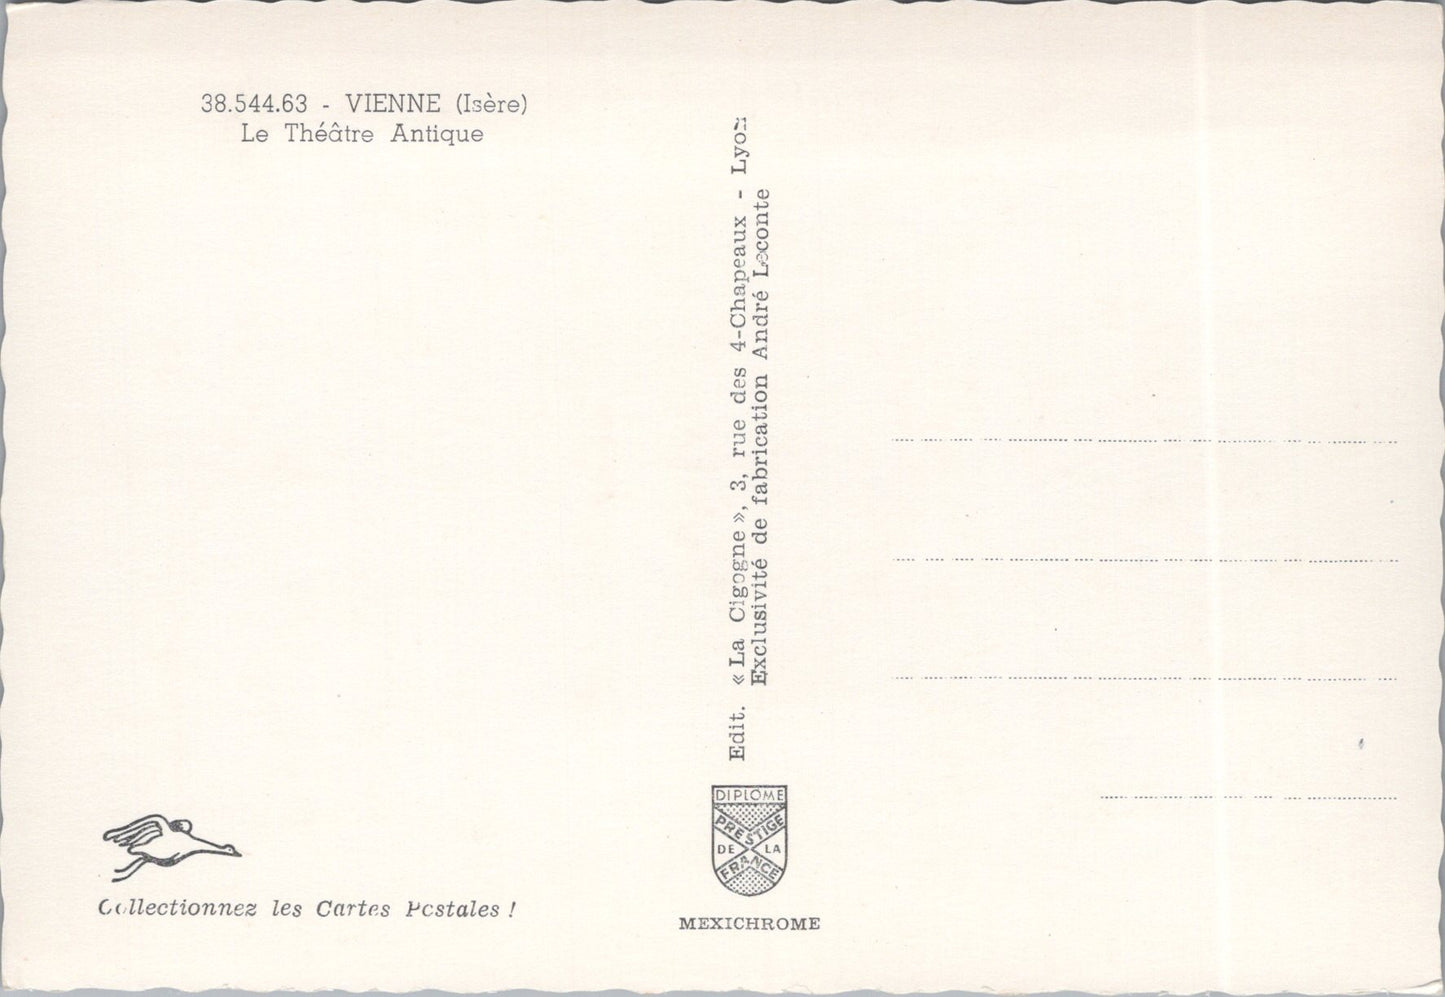 38.544.63 - VIENNE (Isère)
Le Théâtre Antique
Edit. « La Cigogne », 3, rue des 4-Chapeaux - Lyon
Exclusivité de fabrication André Leconte
DIPLÔME
PRESTIGE
DE LA
FRANCE
MEXICHROME
Collectionnez les Cartes Postales !